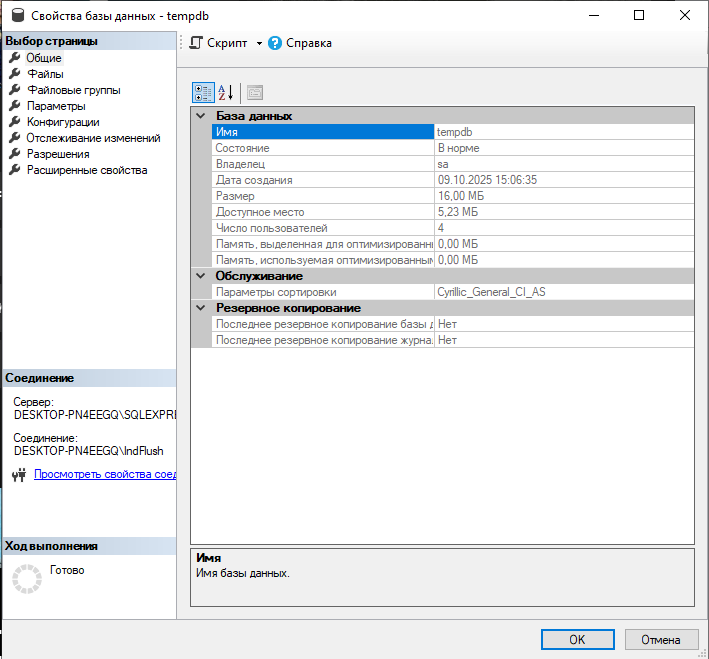 Свойства базы данных - tempdb
Выбор страницы
Общие
Файлы
Файловые группы
Параметры
Конфигурации
Отслеживание изменений
Разрешения
Расширенные свойства
Скрипт
Справка
База данных
Имя tempdb
Состояние В норме
Владелец sa
Дата создания 09.10.2025 15:06:35
Размер 16,00 МБ
Доступное место 5,23 МБ
Число пользователей 4
Память, выделенная для оптимизированн 0,00 МБ
Память, используемая оптимизированным 0,00 МБ
Обслуживание
Параметры сортировки Cyrillic_General_CI_AS
Резервное копирование
Последнее резервное копирование базы д Нет
Последнее резервное копирование журна. Нет
Соединение
Сервер:
DESKTOP-PN4EEGQ\SQLEXPRE
Соединение:
DESKTOP-PN4EEGQ\IndFlush
Просмотреть свойства соед
Ход выполнения
Готово
Имя
Имя базы данных.
OK
Отмена